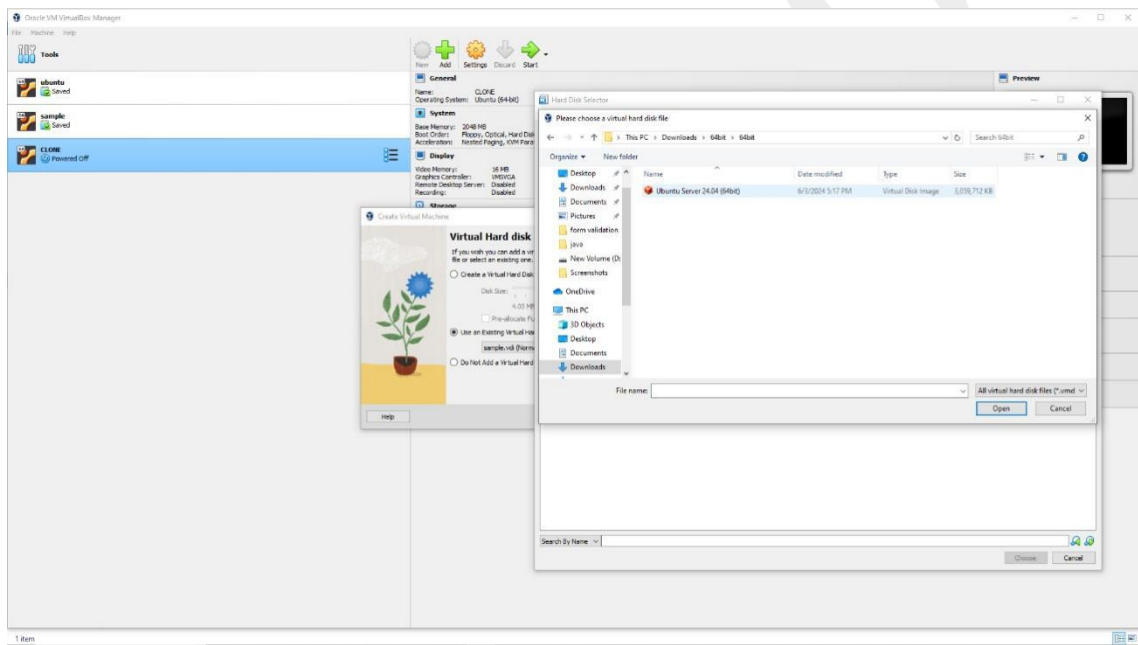 Oracle VM VirtualBox Manager
File Machine Help
Tools
New Add Settings Discard Start
ubuntu
Saved
sample
Saved
CLONE
Powered Off
General
Name: CLONE
Operating System: Ubuntu (64-bit)
System
Base Memory: 2048 MB
Boot Order: Floppy, Optical, Hard Disk
Acceleration: Nested Paging, KVM Para
Display
Video Memory: 16 MB
Graphics Controller: VMSVGA
Remote Desktop Server: Disabled
Recording: Disabled
Storage
Preview
Create Virtual Machine
Virtual Hard disk
If you wish you can add a vir
file or select an existing one.
Create a Virtual Hard Disk
Disk Size:
4.00 MB
Pre-allocate Fu
Use an Existing Virtual Har
sample.vdi (Norm
Do Not Add a Virtual Hard
Help
Hard Disk Selector
Please choose a virtual hard disk file
This PC > Downloads > 64bit > 64bit
Search 64bit
Organize New folder
Name Date modified Type Size
Ubuntu Server 24.04 (64bit) 6/3/2024 5:17 PM Virtual Disk Image
Desktop
Downloads
Documents
Pictures
form validation
java
New Volume (D:
Screenshots
OneDrive
This PC
3D Objects
Desktop
Documents
Downloads
File name:
All virtual hard disk files (*.vmd
Open Cancel
Search By Name
Choose Cancel
1 item